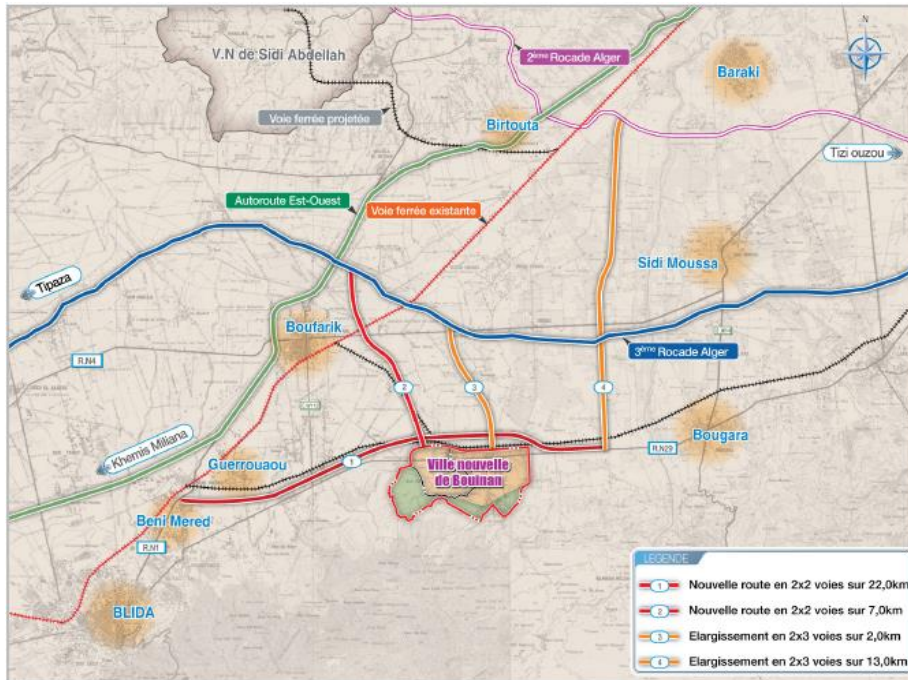 V.N de Sidi Abdellah
2ème Rocade Alger
N
Baraki
Voie ferrée projetée
Birtouta
Tizi ouzou
Autoroute Est-Ouest
Voie ferrée existante
Sidi Moussa
Tipaza
Boufarik
3ème Rocade Alger
R.N4
2
3
4
Khemis Miliana
Guerrouaou
1
Ville nouvelle
de Bouinan
R.N29
Bougara
Beni Mered
R.N1
BLIDA
LEGENDE
1 Nouvelle route en 2x2 voies sur 22,0km
2 Nouvelle route en 2x2 voies sur 7,0km
3 Elargissement en 2x3 voies sur 2,0km
4 Elargissement en 2x3 voies sur 13,0km